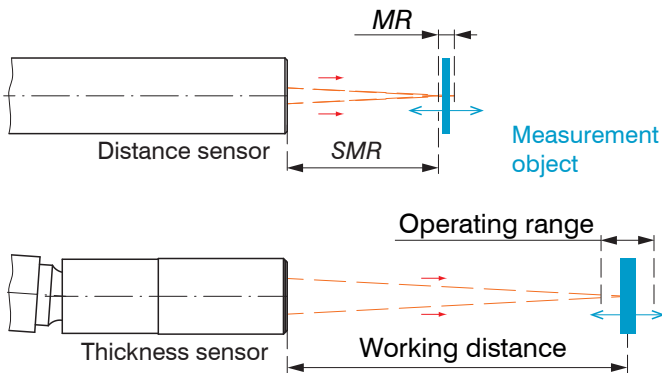 MR
Distance sensor
SMR
Measurement
object
Operating range
Thickness sensor
Working distance